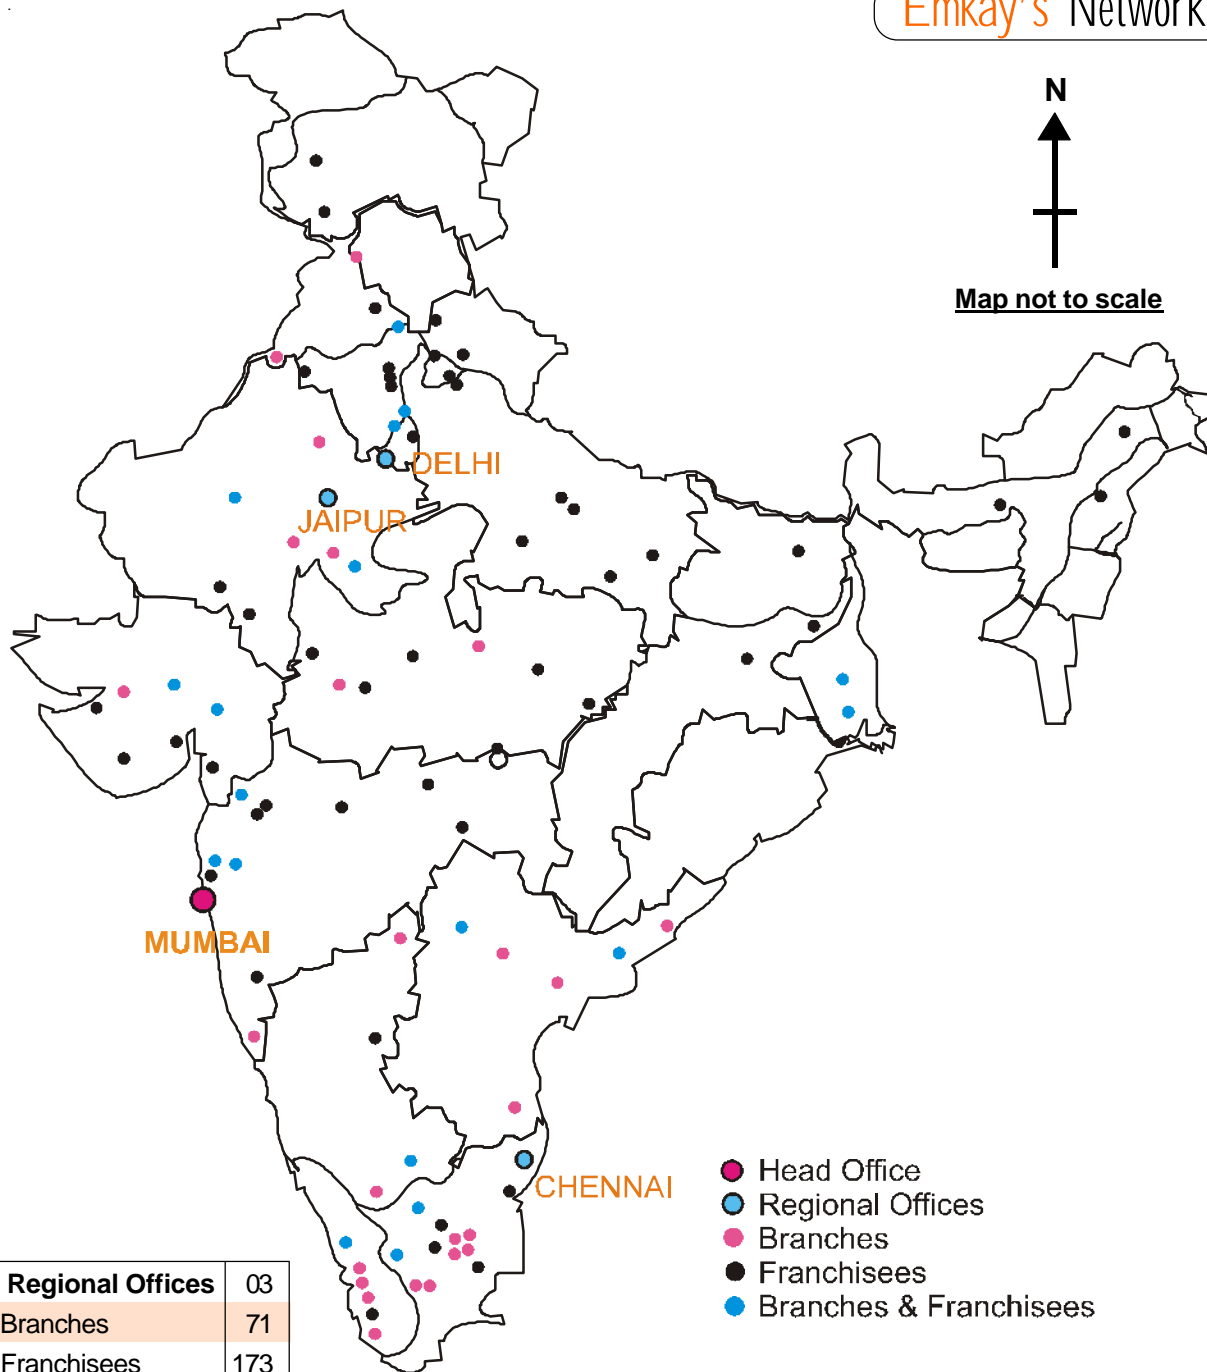 Emkay's Network
N
Map not to scale
DELHI
JAIPUR
MUMBAI
CHENNAI
Head Office
Regional Offices
Branches
Franchisees
Branches & Franchisees
Regional Offices 03
Branches 71
Franchisees 173